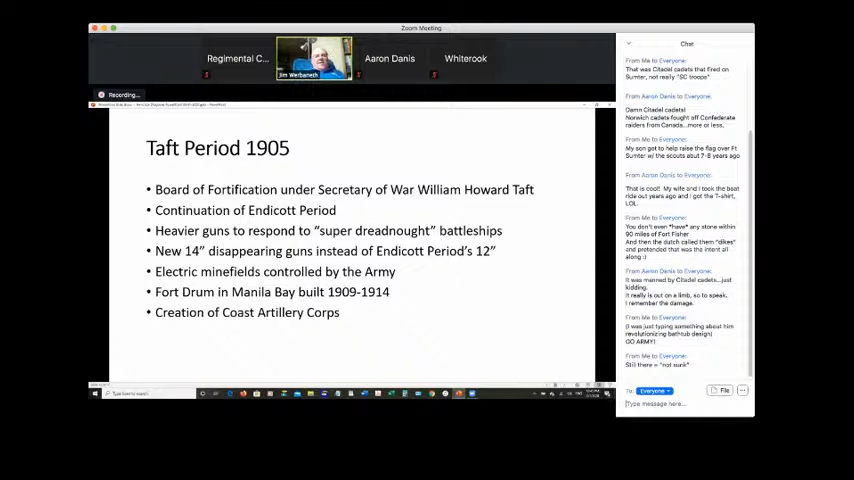 Zoom Meeting
Regimental C...
Jim Werbaneth
Aaron Danis
Whiterook
Recording...
Taft Period 1905
• Board of Fortification under Secretary of War William Howard Taft
• Continuation of Endicott Period
• Heavier guns to respond to “super dreadnought” battleships
• New 14” disappearing guns instead of Endicott Period’s 12”
• Electric minefields controlled by the Army
• Fort Drum in Manila Bay built 1909-1914
• Creation of Coast Artillery Corps
Type here to search
Chat
From Me to Everyone:
That was Citadel cadets that fired on
Sumter, not really "SC troops"
From Aaron Danis to Everyone:
Damn Citadel cadets!
Norwich cadets fought off Confederate
raiders from Canada...more or less.
From Me to Everyone:
My son got to help raise the flag over Ft
Sumter w/ the scouts abut 7-8 years ago
From Aaron Danis to Everyone:
That is cool! My wife and I took the boat
ride out years ago and I got the T-shirt,
LOL.
From Me to Everyone:
You don't even *have* any stone within
90 miles of Fort Fisher
And then the dutch called them "dikes"
and pretended that was the intent all
along :)
From Aaron Danis to Everyone:
It was manned by Citadel cadets...just
kidding.
It really is out on a limb, so to speak.
I remember the damage.
From Me to Everyone:
(I was just typing something about him
revolutionizing bathtub design)
GO ARMY!
From Me to Everyone:
Still there = "not sunk"
To: Everyone
File
Type message here...